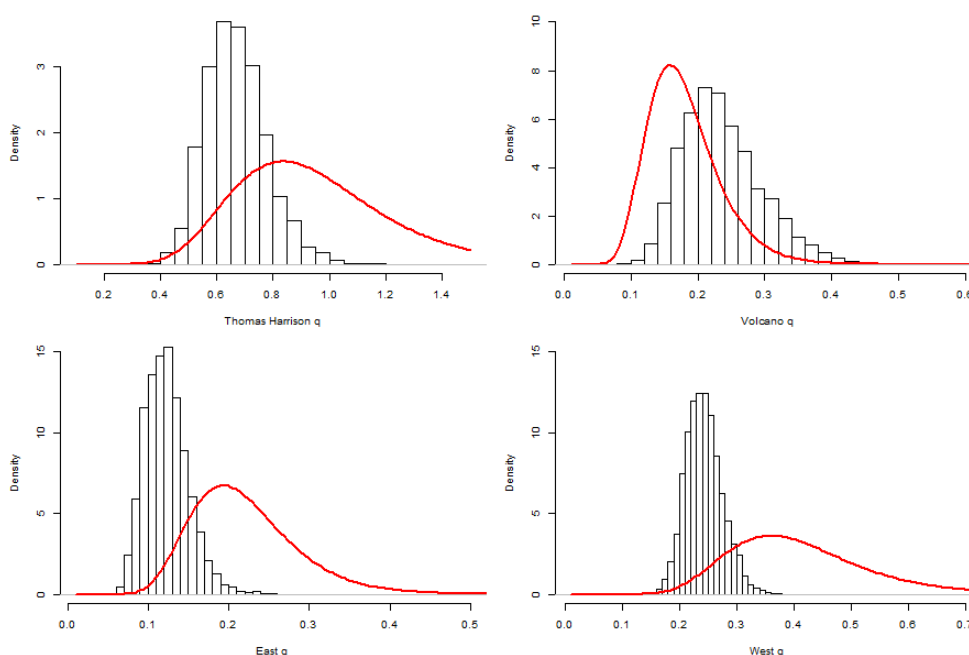 Density
0 1 2 3
0.2 0.4 0.6 0.8 1.0 1.2 1.4
Thomas Harrison q
Density
0 2 4 6 8 10
0.0 0.1 0.2 0.3 0.4 0.5 0.6
Volcano q
Density
0 5 10 15
0.0 0.1 0.2 0.3 0.4 0.5
East q
Density
0 5 10 15
0.0 0.1 0.2 0.3 0.4 0.5 0.6 0.7
West q